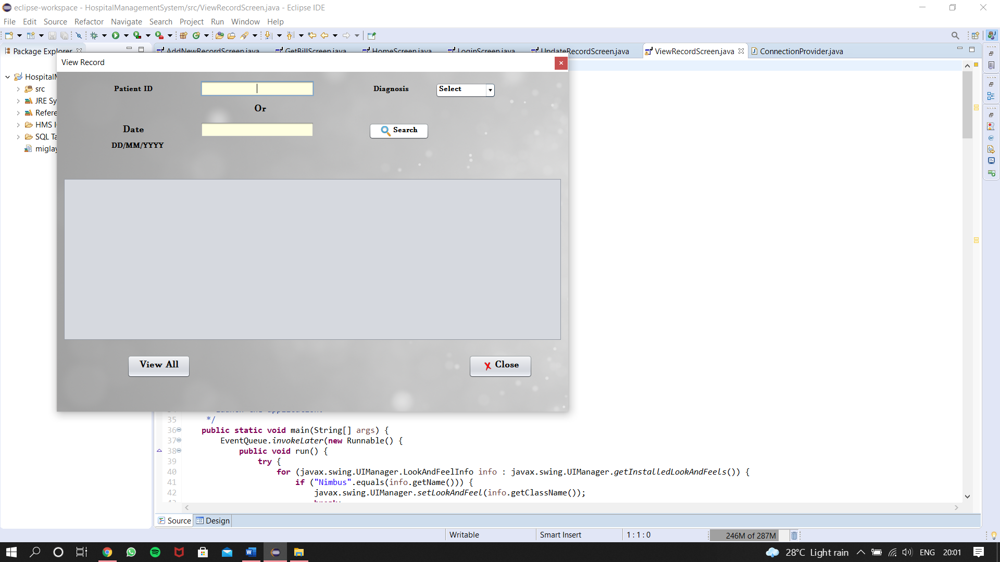 eclipse-workspace - HospitalManagementSystem/src/ViewRecordScreen.java - Eclipse IDE
File Edit Source Refactor Navigate Search Project Run Window Help
Package Explorer
AddNewRecordScreen.java GetBillScreen.java HomeScreen.java LoginScreen.java UpdateRecordScreen.java ViewRecordScreen.java ConnectionProvider.java
View Record
src
JRE Sy
Refere
HMS I
SQL Ta
miglay
Patient ID
Diagnosis
Select
Or
Date
Search
DD/MM/YYYY
View All
Close
35 */
36 public static void main(String[] args) {
37 EventQueue.invokeLater(new Runnable() {
38 public void run() {
39 try {
40 for (javax.swing.UIManager.LookAndFeelInfo info : javax.swing.UIManager.getInstalledLookAndFeels()) {
41 if ("Nimbus".equals(info.getName())) {
42 javax.swing.UIManager.setLookAndFeel(info.getClassName());
Source Design
Writable Smart Insert 1 : 1 : 0 246M of 287M
28°C Light rain ENG 20:01